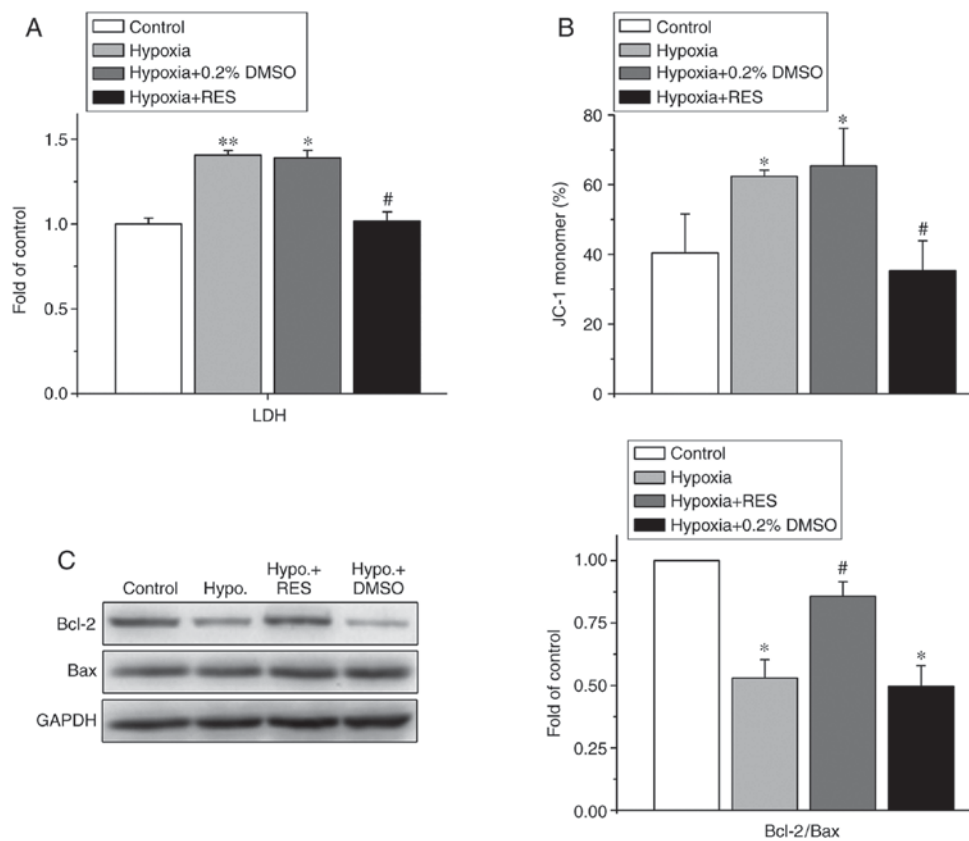 A
Control
Hypoxia
Hypoxia+0.2% DMSO
Hypoxia+RES
1.5
1.0
0.5
0.0
Fold of control
**
*
#
LDH
B
Control
Hypoxia
Hypoxia+0.2% DMSO
Hypoxia+RES
80
60
40
20
0
JC-1 monomer (%)
*
*
#
C
Control
Hypo.
Hypo.+
RES
Hypo.+
DMSO
Bcl-2
Bax
GAPDH
Control
Hypoxia
Hypoxia+RES
Hypoxia+0.2% DMSO
1.00
0.75
0.50
0.25
0.00
Fold of control
*
#
*
Bcl-2/Bax